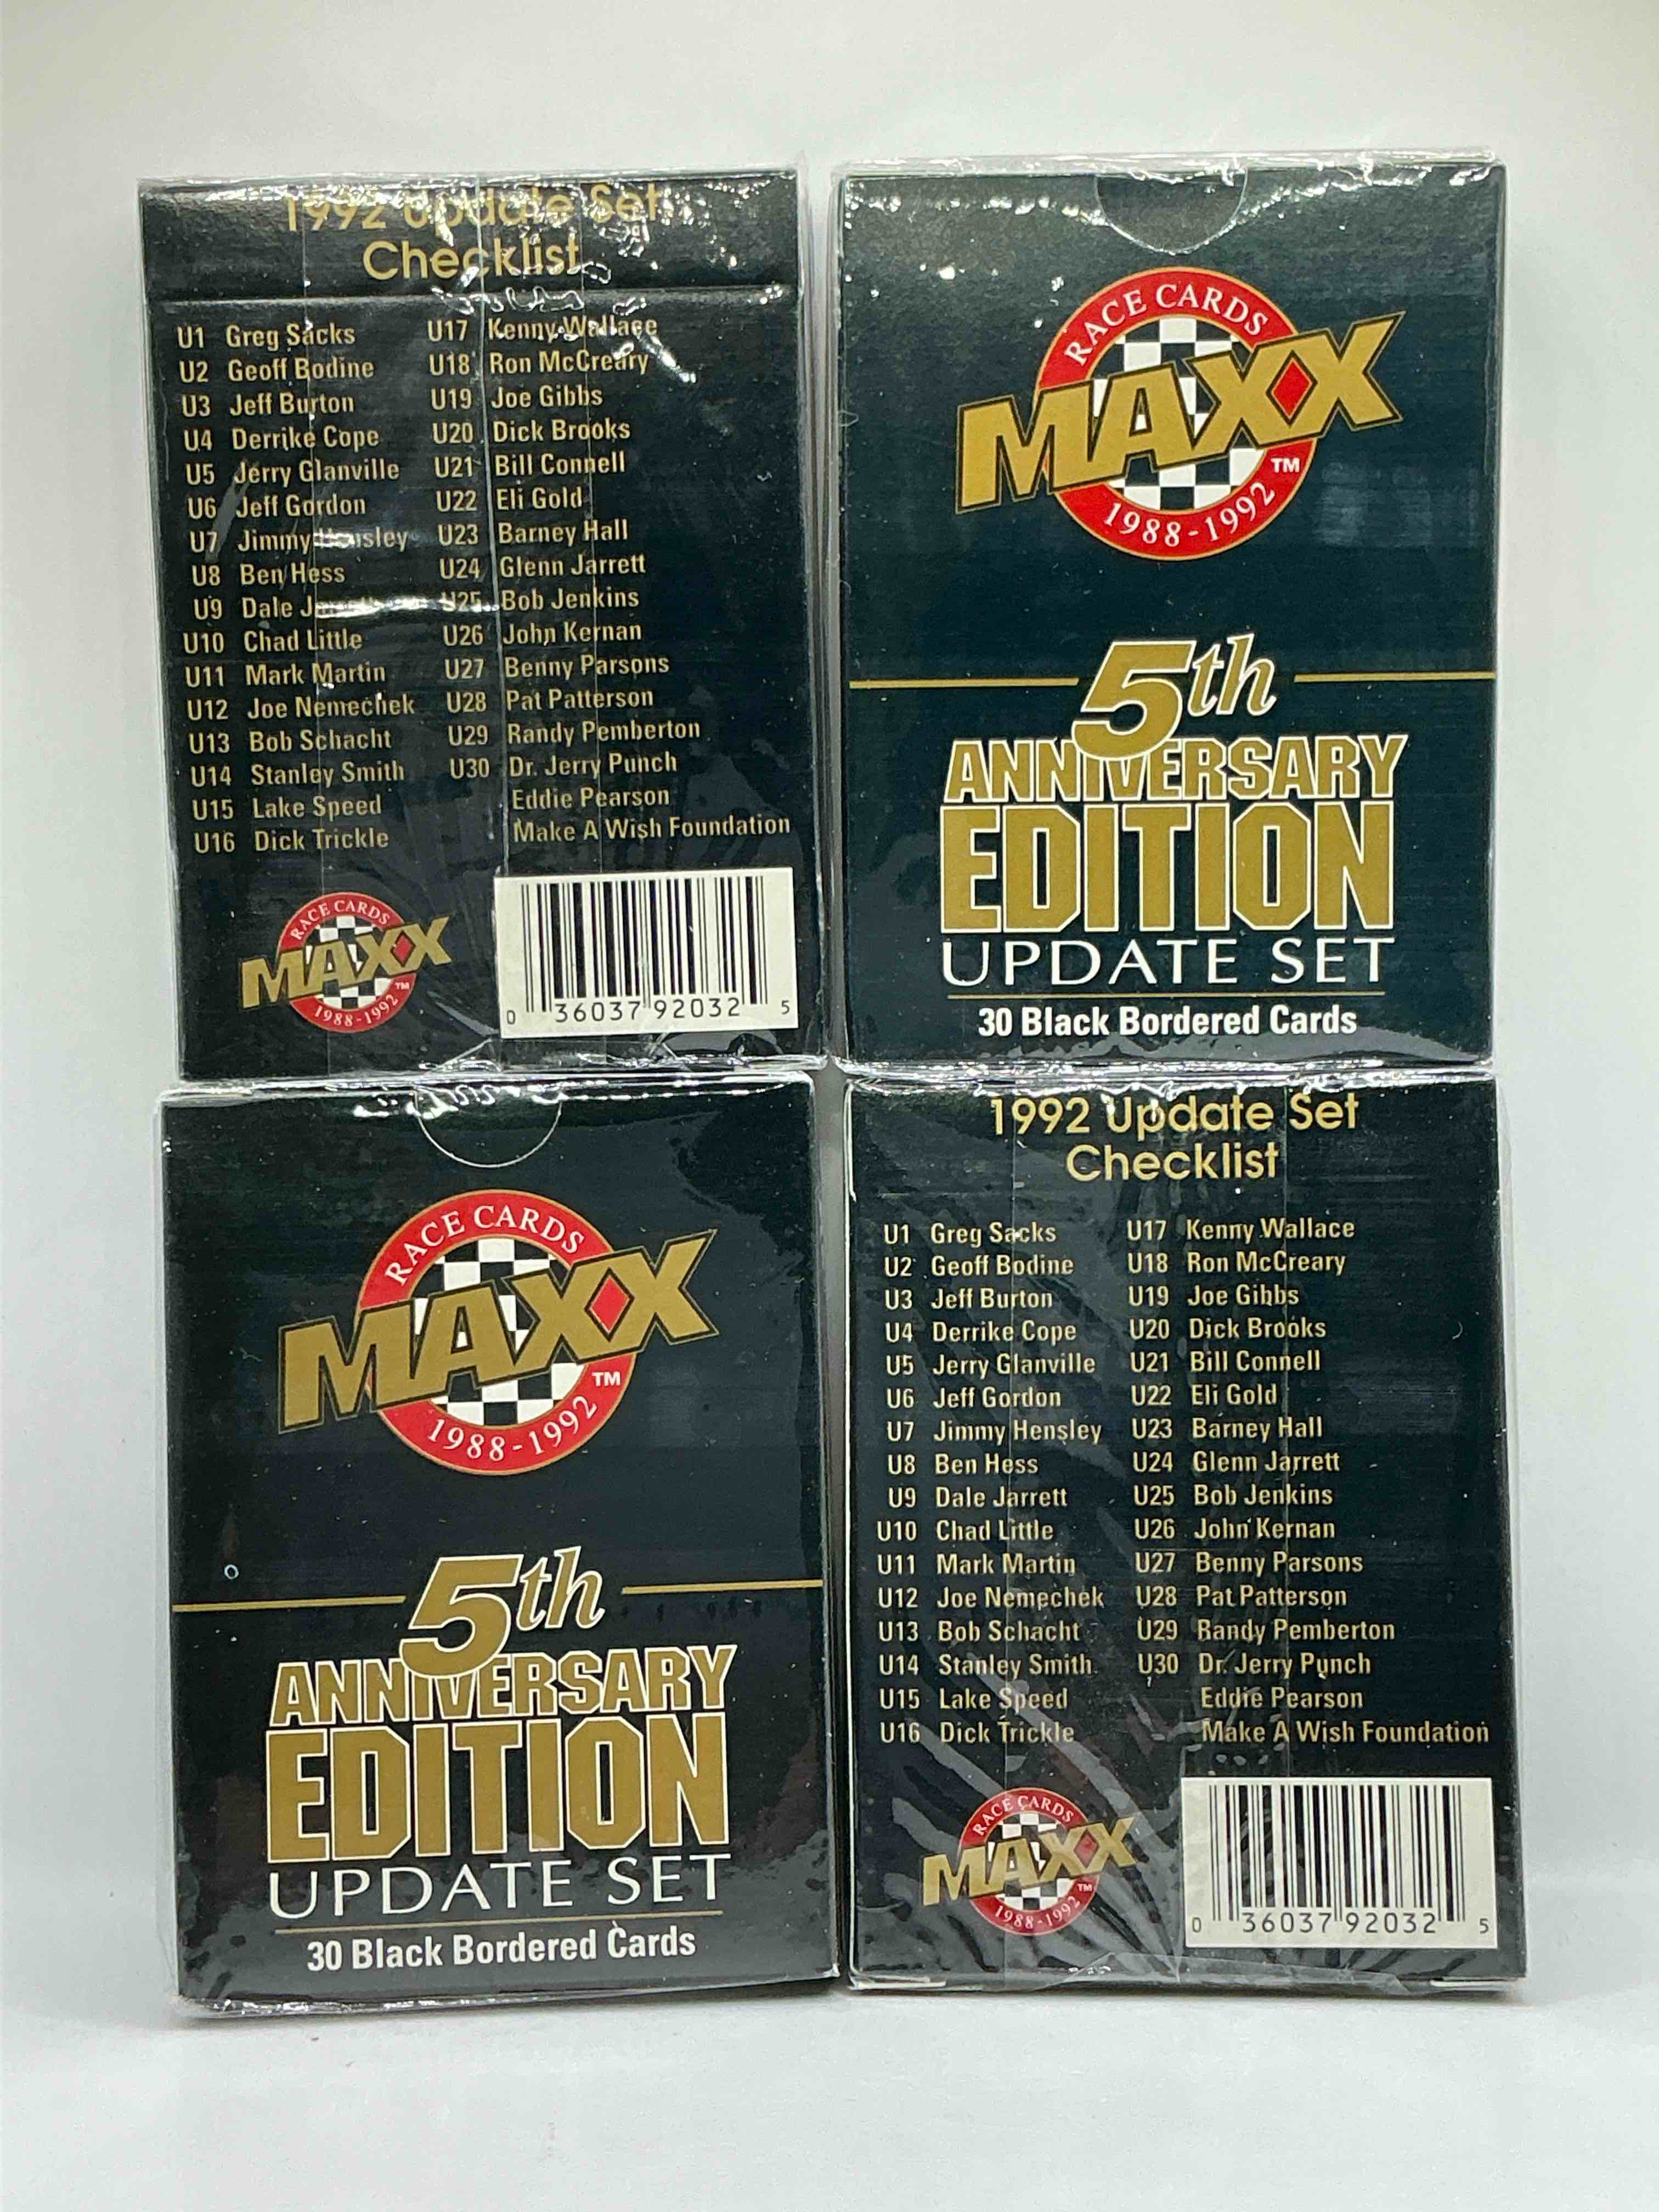 1992 Update Set
Checklist
U1 Greg Sacks
U2 Geoff Bodine
U3 Jeff Burton
U4 Derrike Cope
U5 Jerry Glanville
U6 Jeff Gordon
U7 Jimmy Hensley
U8 Ben Hess
U9 Dale
U10 Chad Little
U11 Mark Martin
U12 Joe Nemechek
U13 Bob Schacht
U14 Stanley Smith
U15 Lake Speed
U16 Dick Trickle
U17 Kenny Wallace
U18 Ron McCreary
U19 Joe Gibbs
U20 Dick Brooks
U21 Bill Connell
U22 Eli Gold
U23 Barney Hall
U24 Glenn Jarrett
U25 Bob Jenkins
U26 John Kernan
U27 Benny Parsons
U28 Pat Patterson
U29 Randy Pemberton
U30 Dr. Jerry Punch
Eddie Pearson
Make A Wish Foundation
RACE CARDS
MAXX
TM
1988-1992
0 36037 92032 5
RACE CARDS
MAXX
TM
1988-1992
5th
ANNIVERSARY
EDITION
UPDATE SET
30 Black Bordered Cards
RACE CARDS
MAXX
TM
1988-1992
5th
ANNIVERSARY
EDITION
UPDATE SET
30 Black Bordered Cards
1992 Update Set
Checklist
U1 Greg Sacks
U2 Geoff Bodine
U3 Jeff Burton
U4 Derrike Cope
U5 Jerry Glanville
U6 Jeff Gordon
U7 Jimmy Hensley
U8 Ben Hess
U9 Dale Jarrett
U10 Chad Little
U11 Mark Martin
U12 Joe Nemechek
U13 Bob Schacht
U14 Stanley Smith
U15 Lake Speed
U16 Dick Trickle
U17 Kenny Wallace
U18 Ron McCreary
U19 Joe Gibbs
U20 Dick Brooks
U21 Bill Connell
U22 Eli Gold
U23 Barney Hall
U24 Glenn Jarrett
U25 Bob Jenkins
U26 John Kernan
U27 Benny Parsons
U28 Pat Patterson
U29 Randy Pemberton
U30 Dr. Jerry Punch
Eddie Pearson
Make A Wish Foundation
RACE CARDS
MAXX
TM
1988-1992
0 36037 92032 5